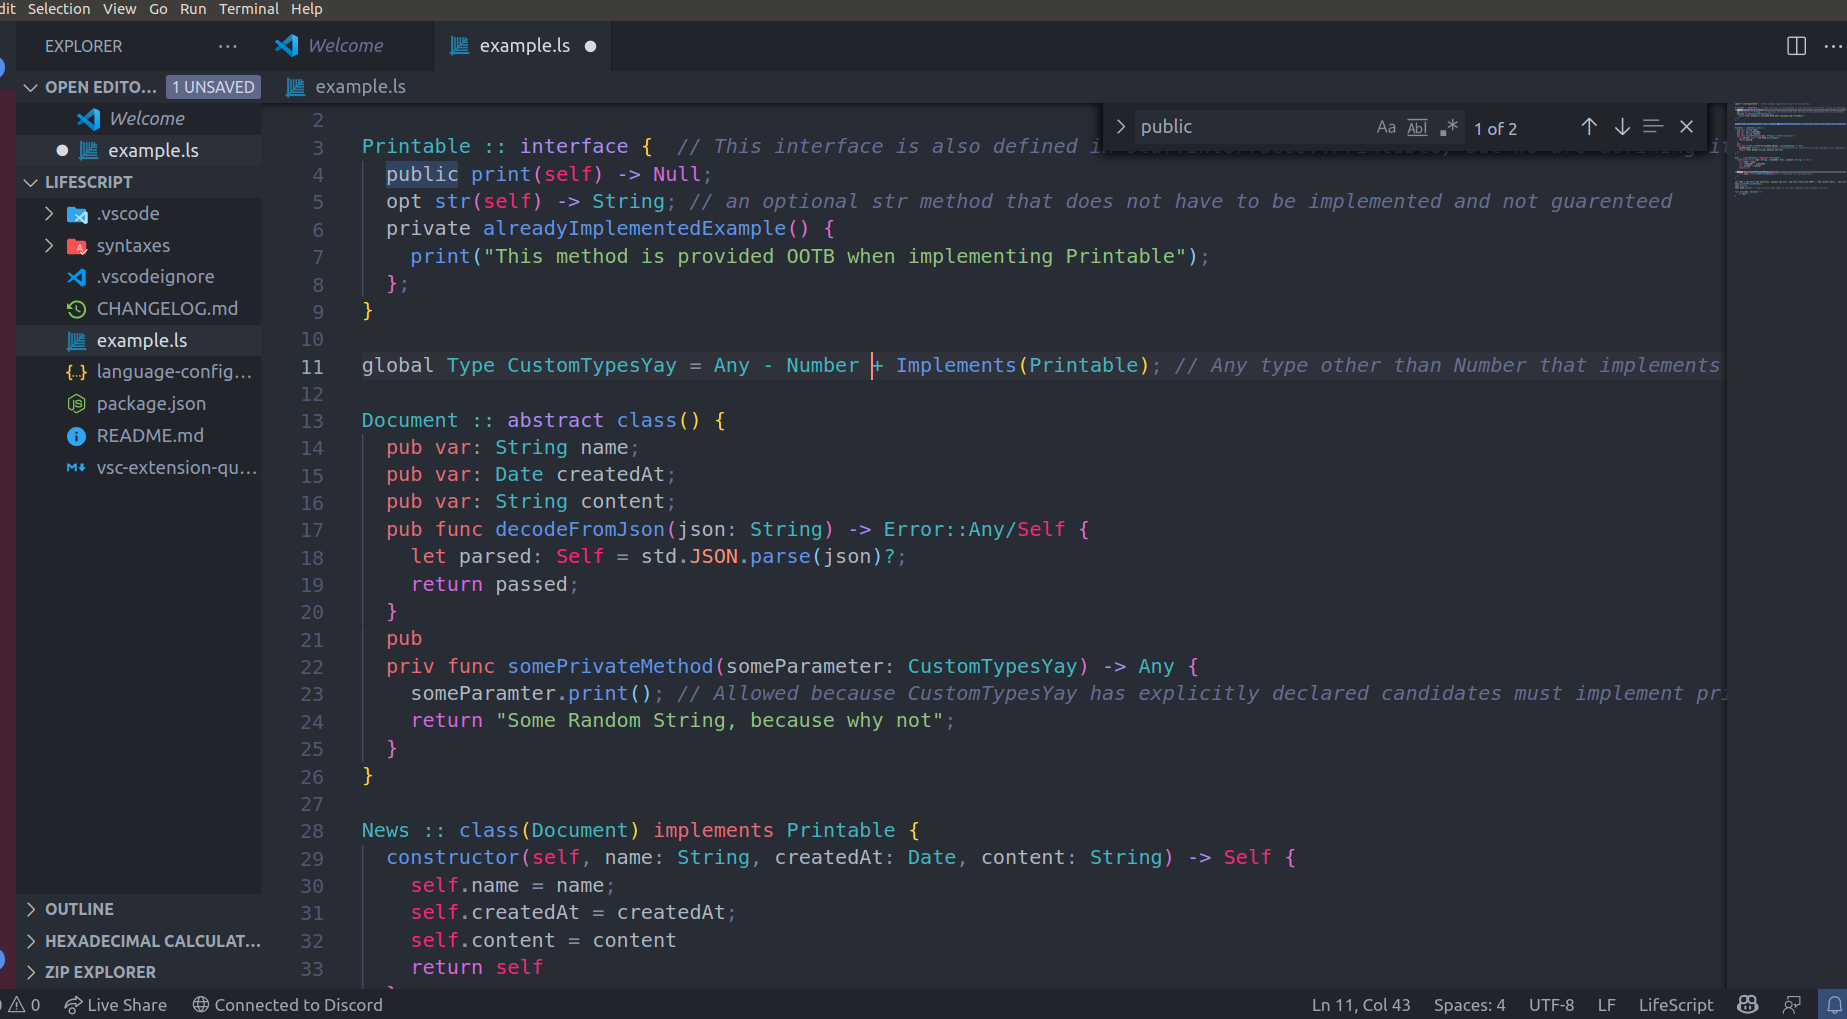 dit Selection View Go Run Terminal Help
EXPLORER ···
Welcome
example.ls
OPEN EDITO... 1 UNSAVED
Welcome
example.ls
LIFESCRIPT
.vscode
syntaxes
.vscodeignore
CHANGELOG.md
example.ls
language-config...
package.json
README.md
vsc-extension-qu...
OUTLINE
HEXADECIMAL CALCULAT...
ZIP EXPLORER
example.ls
public Aa Abl .* 1 of 2
2
3 Printable :: interface { // This interface is also defined
4 public print(self) -> Null;
5 opt str(self) -> String; // an optional str method that does not have to be implemented and not guarenteed
6 private alreadyImplementedExample() {
7 print("This method is provided OOTB when implementing Printable");
8 };
9 }
10
11 global Type CustomTypesYay = Any - Number + Implements(Printable); // Any type other than Number that implements
12
13 Document :: abstract class() {
14 pub var: String name;
15 pub var: Date createdAt;
16 pub var: String content;
17 pub func decodeFromJson(json: String) -> Error::Any/Self {
18 let parsed: Self = std.JSON.parse(json)?;
19 return passed;
20 }
21 pub
22 priv func somePrivateMethod(someParameter: CustomTypesYay) -> Any {
23 someParamter.print(); // Allowed because CustomTypesYay has explicitly declared candidates must implement pri
24 return "Some Random String, because why not";
25 }
26 }
27
28 News :: class(Document) implements Printable {
29 constructor(self, name: String, createdAt: Date, content: String) -> Self {
30 self.name = name;
31 self.createdAt = createdAt;
32 self.content = content
33 return self
0 Live Share Connected to Discord Ln 11, Col 43 Spaces: 4 UTF-8 LF LifeScript